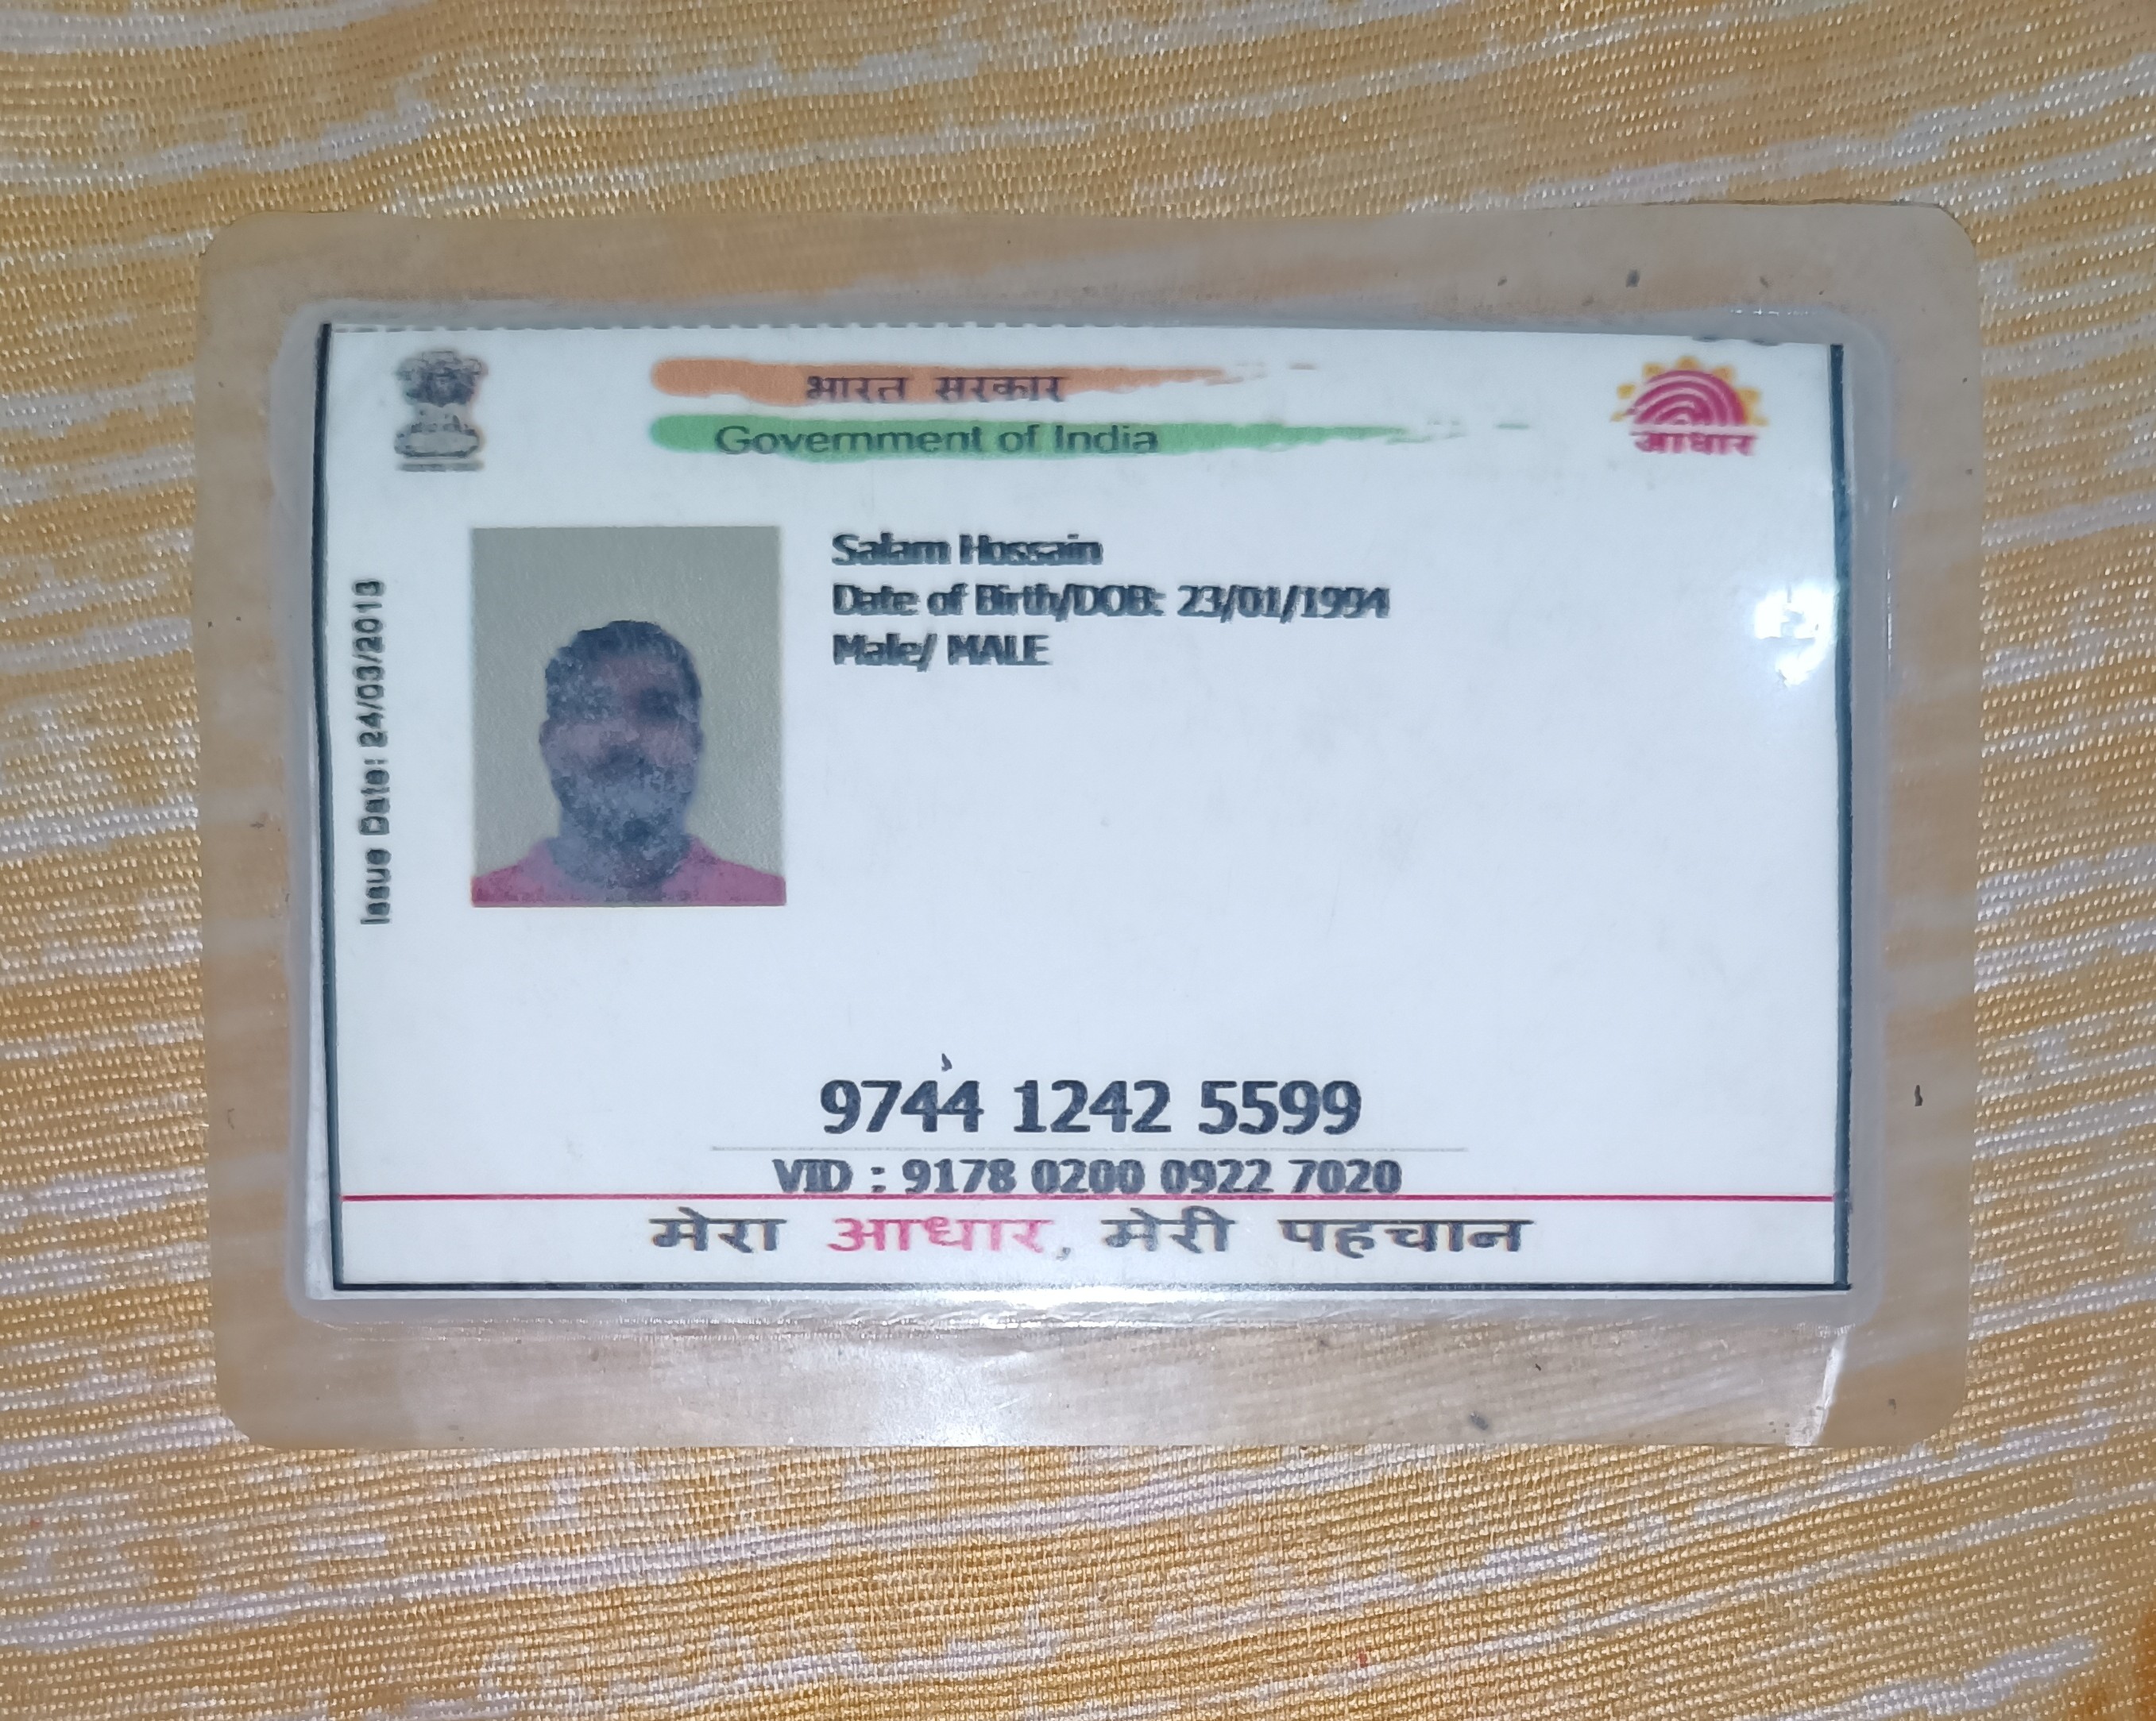 भारत सरकार
Government of India
आधार
Issue Date: 24/03/2013
Salam Hossain
Date of Birth/DOB: 23/01/1994
Male/ MALE
9744 1242 5599
VID : 9178 0200 0922 7020
मेरा आधार, मेरी पहचान